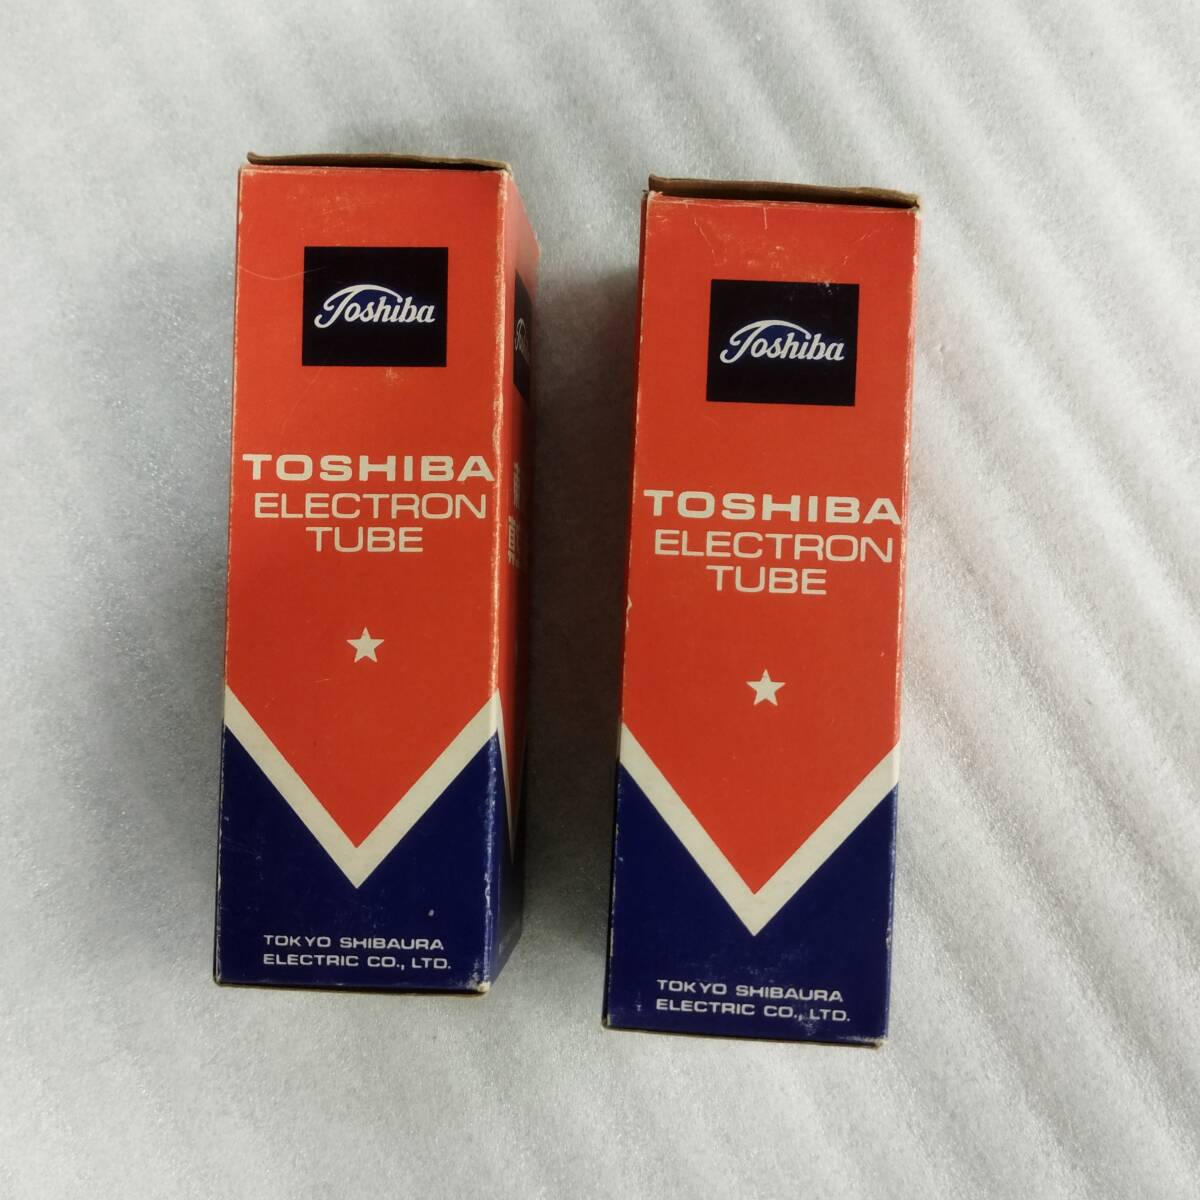 Toshiba
TOSHIBA
ELECTRON
TUBE
TOKYO SHIBAURA
ELECTRIC CO., LTD.
Toshiba
TOSHIBA
ELECTRON
TUBE
TOKYO SHIBAURA
ELECTRIC CO., LTD.